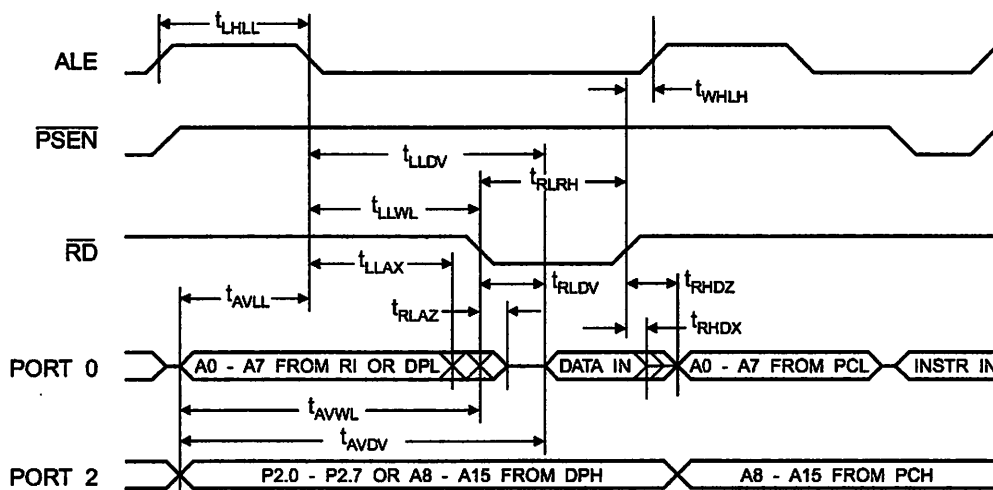 tLHLL
ALE
tWHLH
PSEN
tLLDV
tRLRH
tLLWL
RD
tLLAX
tRLDV
tRHDZ
tAVLL
tRLAZ
tRHDX
PORT 0
A0 - A7 FROM RI OR DPL
DATA IN
A0 - A7 FROM PCL
INSTR IN
tAVWL
tAVDV
PORT 2
P2.0 - P2.7 OR A8 - A15 FROM DPH
A8 - A15 FROM PCH